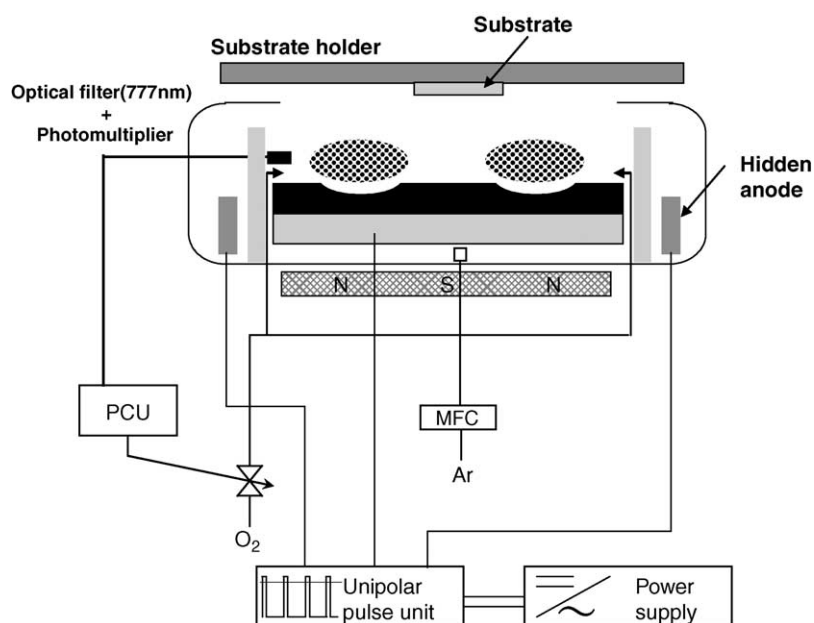 Substrate
Substrate holder
Optical filter(777nm)
+
Photomultiplier
Hidden
anode
N S N
PCU
MFC
Ar
O2
Unipolar
pulse unit
Power
supply